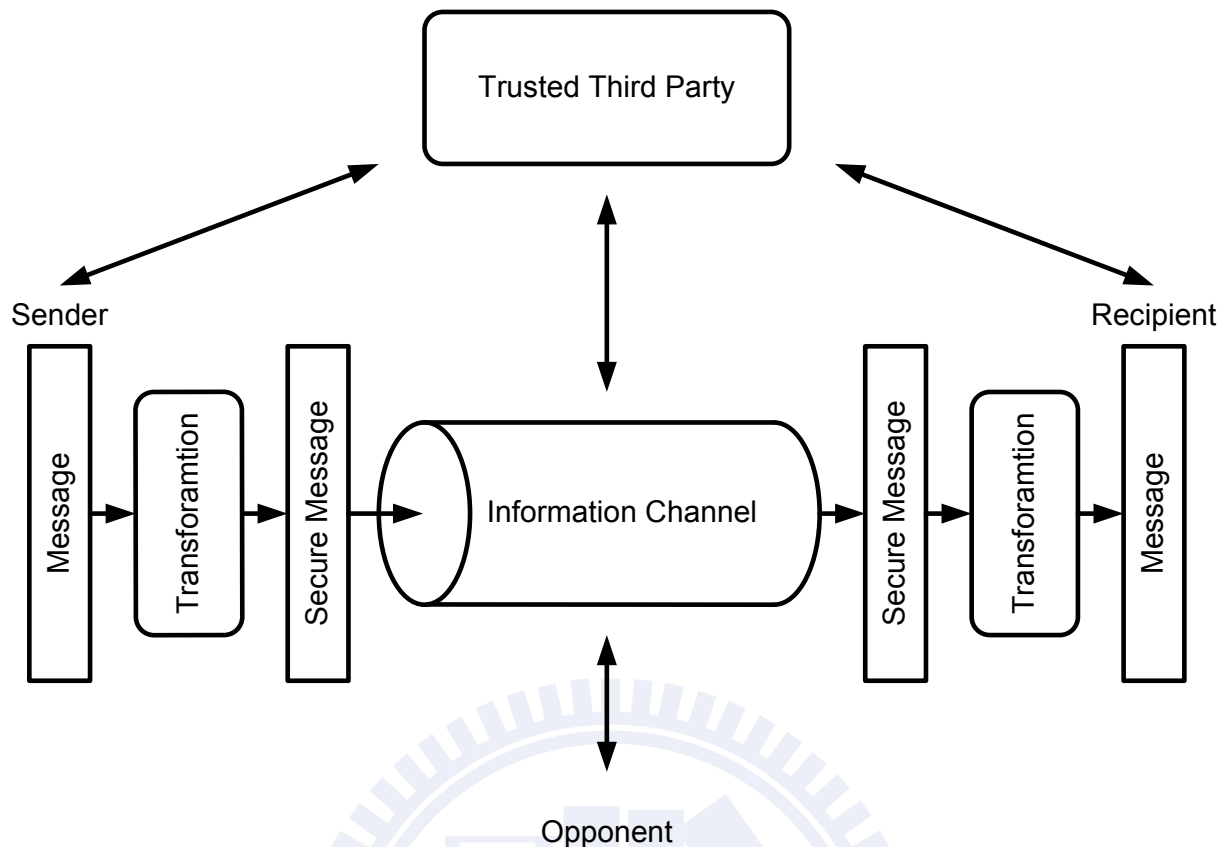 Trusted Third Party
Sender
Recipient
Message
Transforamtion
Secure Message
Information Channel
Secure Message
Transforamtion
Message
Opponent